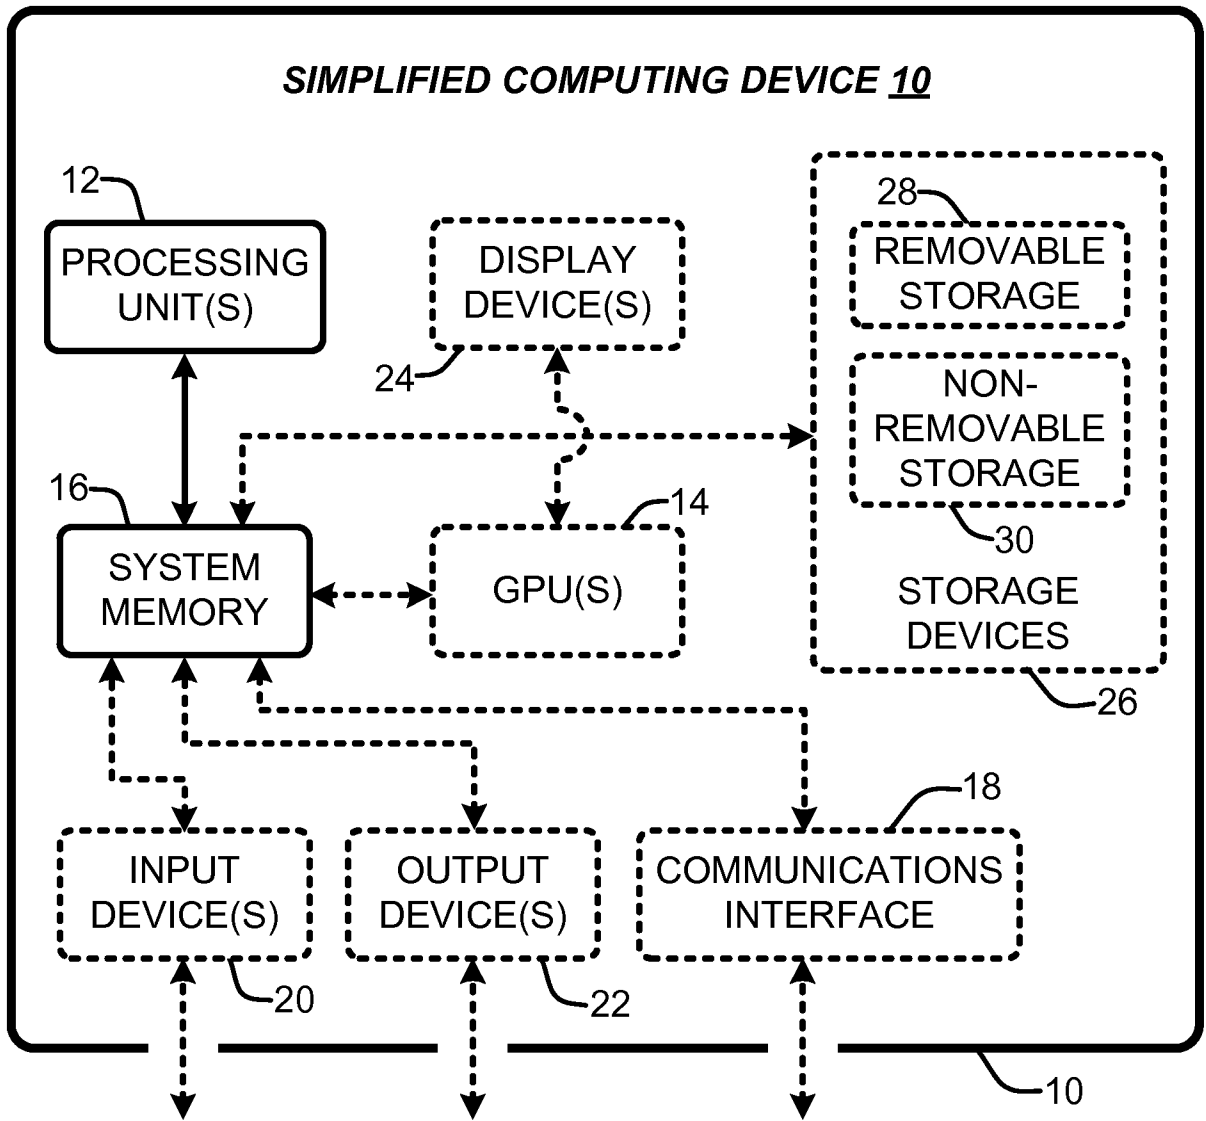 SIMPLIFIED COMPUTING DEVICE 10
12
PROCESSING
UNIT(S)
DISPLAY
DEVICE(S)
24
28
REMOVABLE
STORAGE
NON-
REMOVABLE
STORAGE
30
STORAGE
DEVICES
26
16
SYSTEM
MEMORY
14
GPU(S)
INPUT
DEVICE(S)
20
OUTPUT
DEVICE(S)
22
18
COMMUNICATIONS
INTERFACE
10